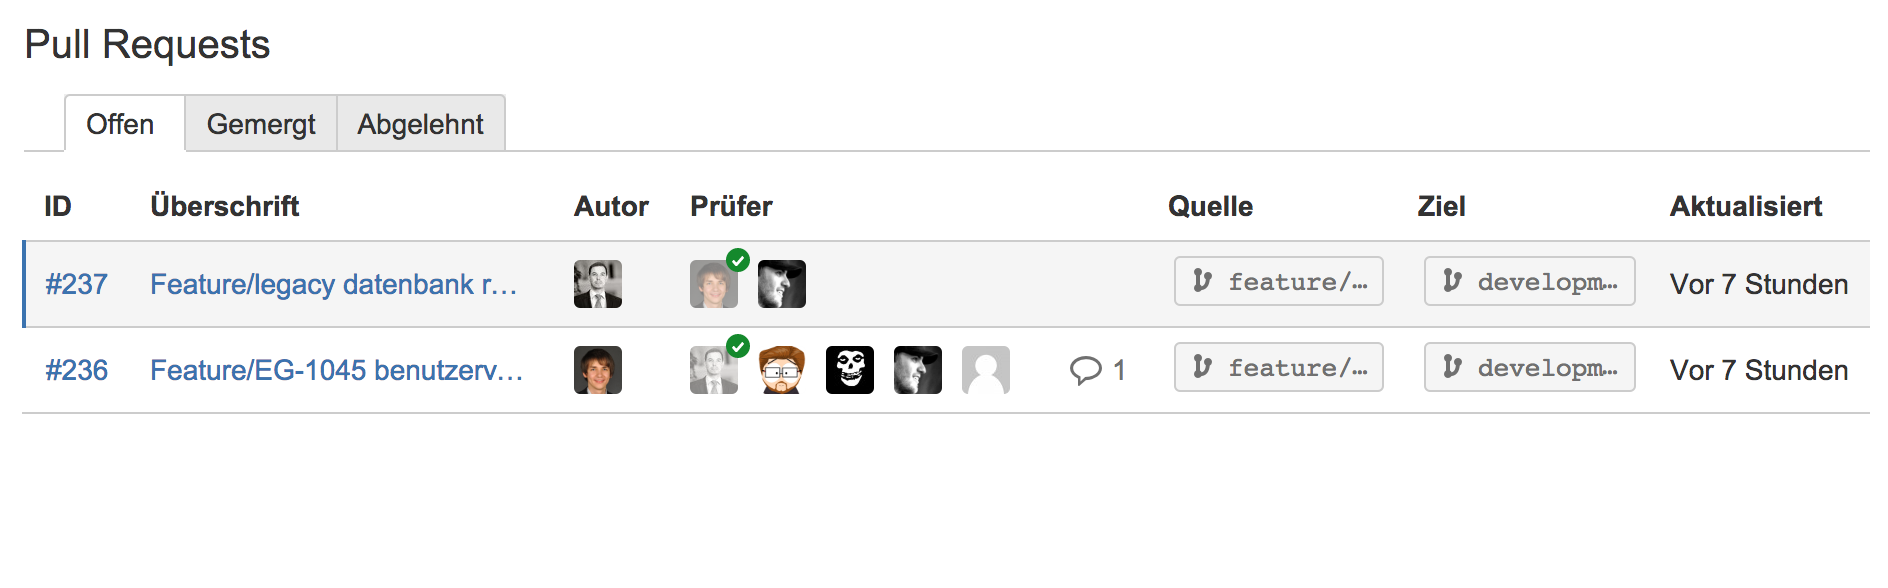 Pull Requests
Offen Gemergt Abgelehnt
ID Überschrift Autor Prüfer Quelle Ziel Aktualisiert
#237 Feature/legacy datenbank r… feature/… developm… Vor 7 Stunden
#236 Feature/EG-1045 benutzerv… 1 feature/… developm… Vor 7 Stunden